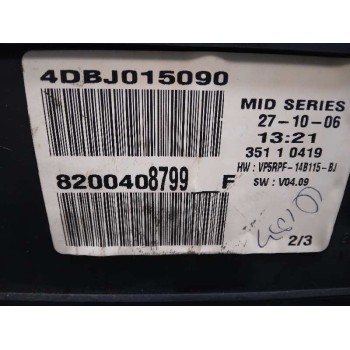 4DBJ015090
MID SERIES
27-10-06
13:21
351 1 0419
HW : VP5RPF-14B115-BJ
SW : V04.09
8200408799__F
2/3